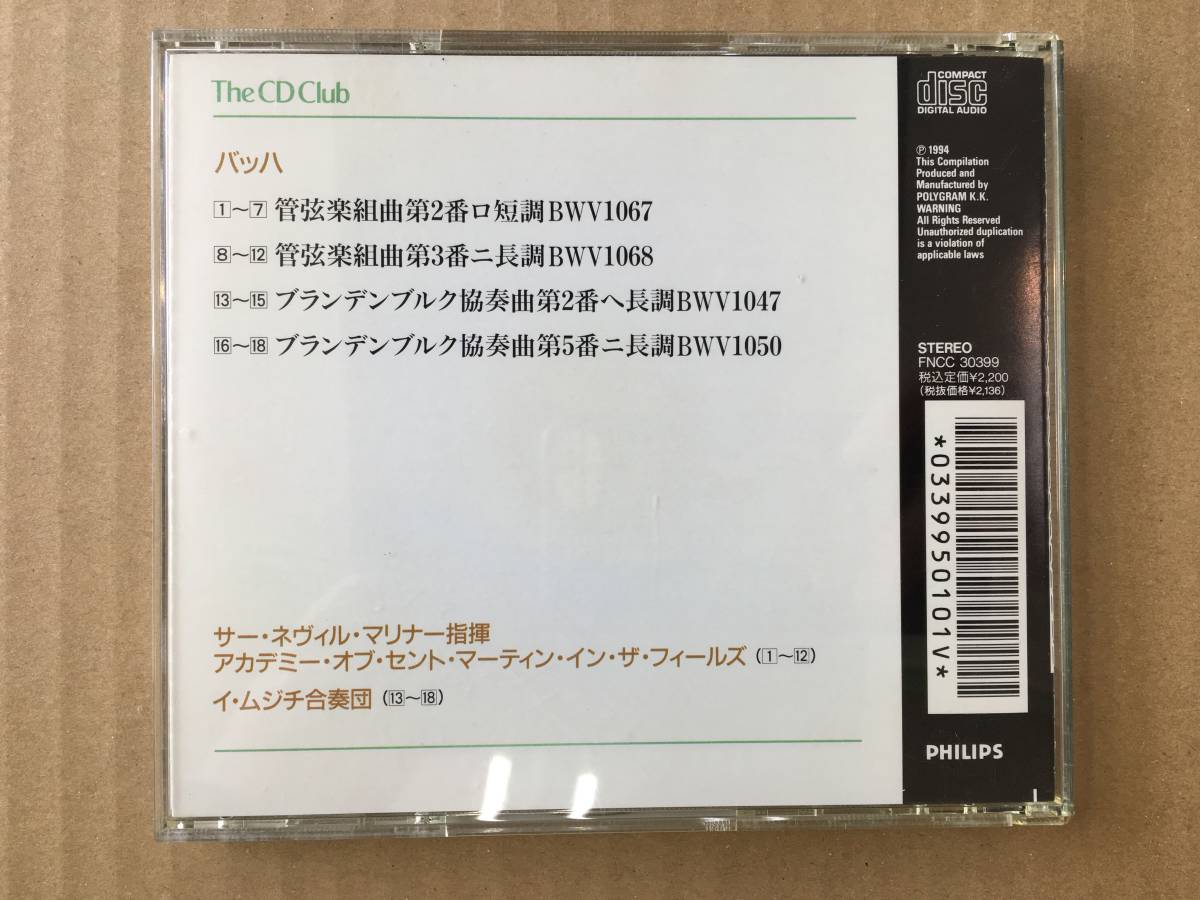 The CD Club
バッハ
1〜7 管弦楽組曲第2番ロ短調BWV1067
8〜12 管弦楽組曲第3番ニ長調BWV1068
13〜15 ブランデンブルク協奏曲第2番ヘ長調BWV1047
16〜18 ブランデンブルク協奏曲第5番ニ長調BWV1050
サー・ネヴィル・マリナー指揮
アカデミー・オブ・セント・マーティン・イン・ザ・フィールズ (1〜12)
イ・ムジチ合奏団 (13〜18)
COMPACT
disc
DIGITAL AUDIO
Ⓟ 1994
This Compilation
Produced and
Manufactured by
POLYGRAM K.K.
WARNING
All Rights Reserved
Unauthorized duplication
is a violation of
applicable laws
STEREO
FNCC 30399
税込定価¥2,200
(税抜価格¥2,136)
*0339950101V*
PHILIPS